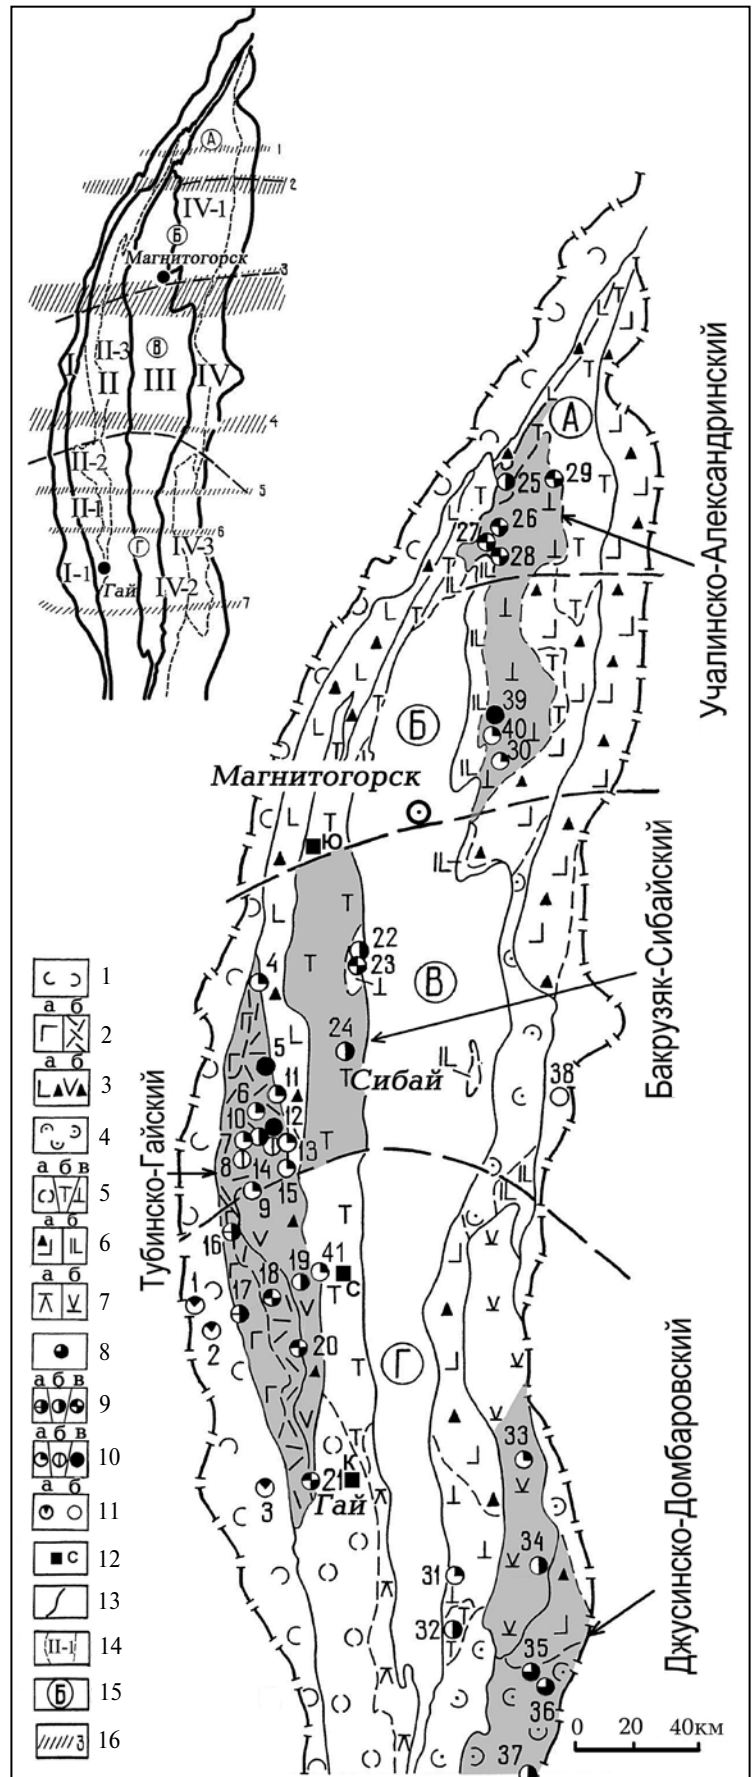 А
1
2
IV-1
Б
Магнитогорск
3
В
II-3
I
II
III
IV
4
II-2
5
II-1
6
Г
IV-3
I-1
Гай
IV-2
7
А
25
29
26
27
28
Учалинско-Александринский
39
40
30
Б
Магнитогорск
Ю
22
23
В
24
Сибай
Бакрузяк-Сибайский
38
4
5
11
6
10
12
7
13
8
14
15
9
Тубинско-Гайский
16
19
41
С
18
17
1
2
20
Г
33
К
21
Гай
3
34
31
32
35
36
37
Джусинско-Домбаровский
0 20 40км
1
а б
2
а б
3
4
а б в
5
а б
6
а б
7
8
а б в
9
а б в
10
а б
11
С 12
13
II-1 14
Б 15
3 16